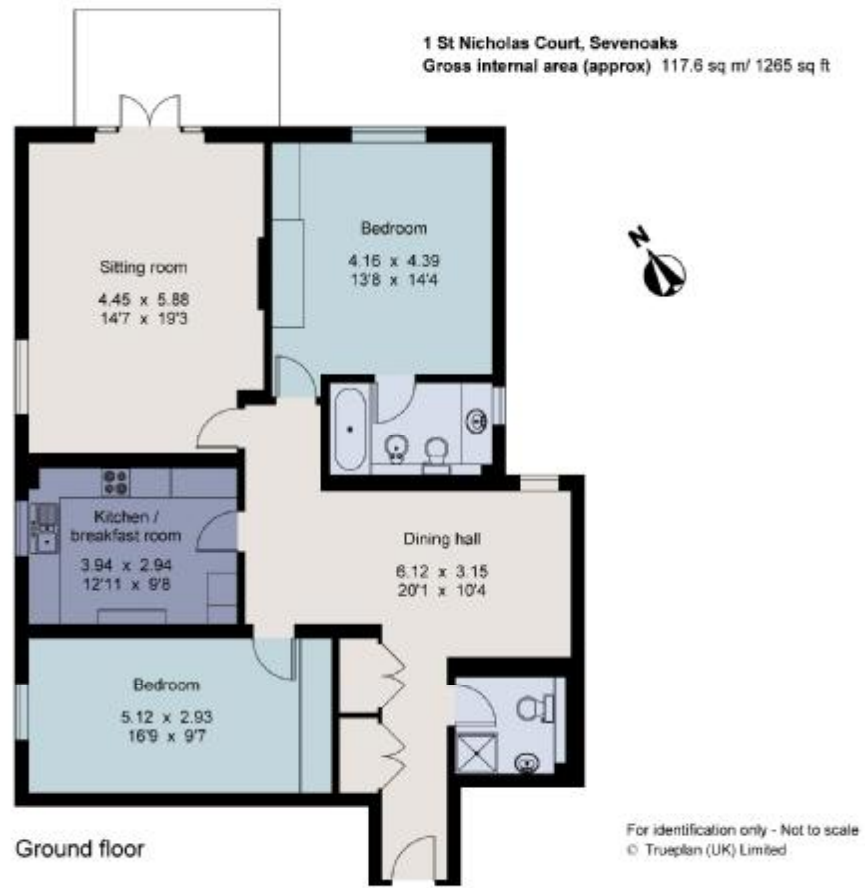 1 St Nicholas Court, Sevenoaks
Gross internal area (approx) 117.6 sq m/ 1265 sq ft
N
Bedroom
4.16 x 4.39
13'8 x 14'4
Sitting room
4.45 x 5.88
14'7 x 19'3
Kitchen /
breakfast room
3.94 x 2.94
12'11 x 9'8
Dining hall
6.12 x 3.15
20'1 x 10'4
Bedroom
5.12 x 2.93
16'9 x 9'7
Ground floor
For identification only - Not to scale
© Trueplan (UK) Limited